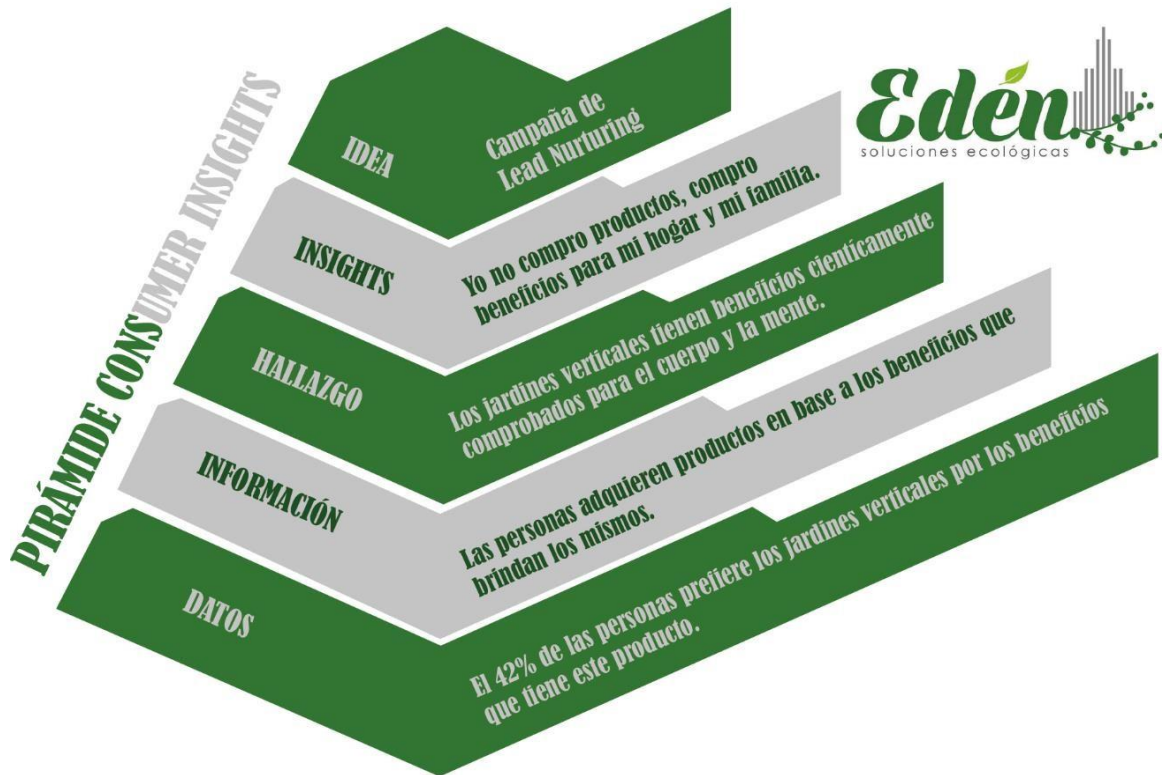 PIRÁMIDE CONSUMER INSIGHTS
Edén
soluciones ecológicas
IDEA
Campaña de
Lead Nurturing
INSIGHTS
Yo no compro productos, compro
beneficios para mi hogar y mi familia.
HALLAZGO
Los jardines verticales tienen beneficios cientícamente
comprobados para el cuerpo y la mente.
INFORMACIÓN
Las personas adquieren productos en base a los beneficios que
brindan los mismos.
DATOS
El 42% de las personas prefiere los jardines verticales por los beneficios
que tiene este producto.